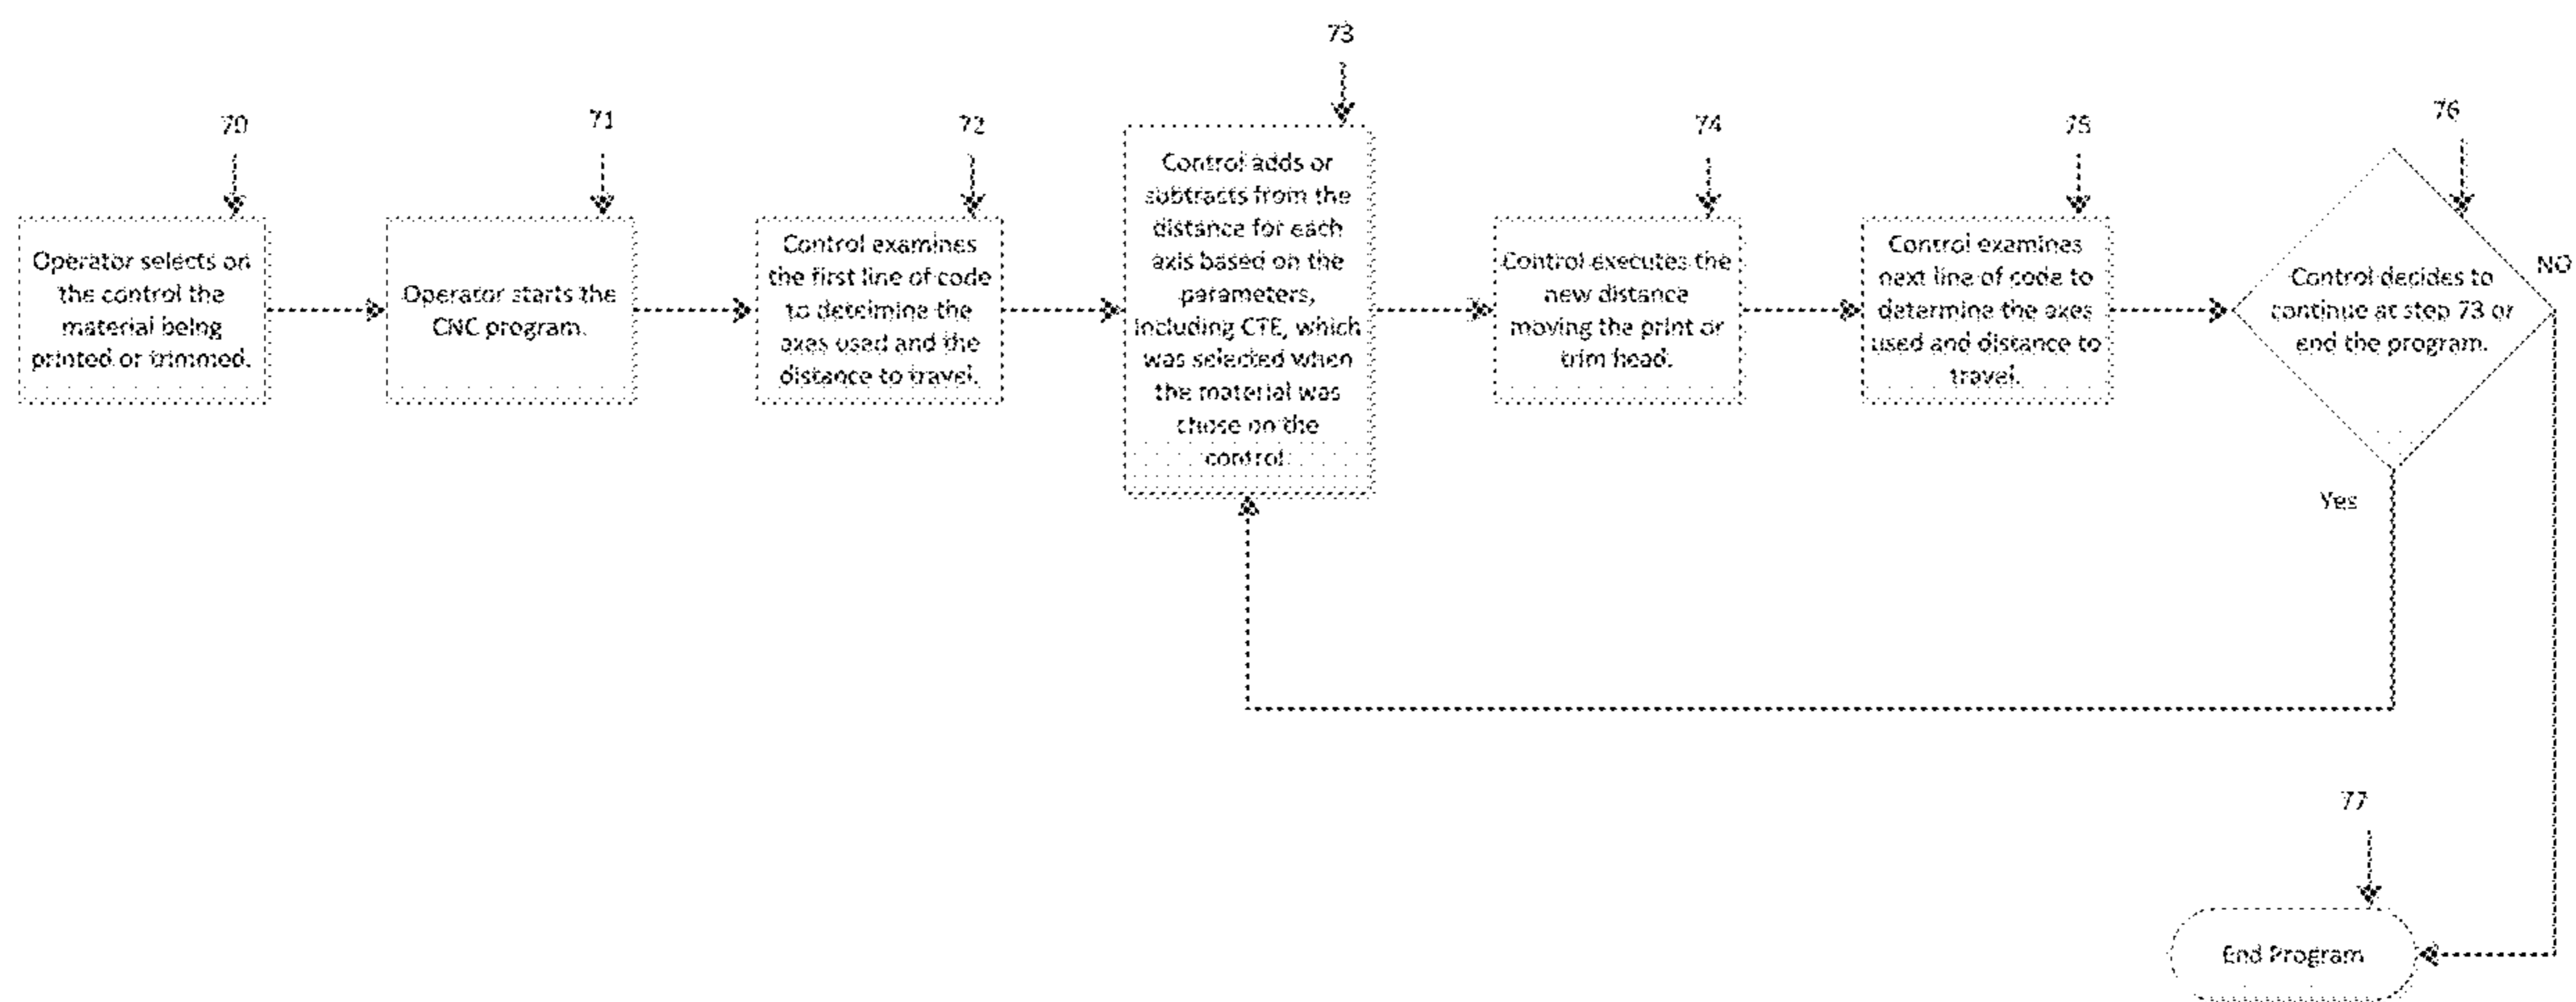 70
Operator selects on
the control the
material being
printed or trimmed.
71
Operator starts the
CNC program.
72
Control examines
the first line of code
to deteimine the
axes used and the
distance to travel.
73
Control adds or
subtracts from the
distance for each
axis based on the
parameters,
including CTE, which
was selected when
the material was
chose on the
control.
74
Control executes the
new distance
moving the print or
trim head.
75
Control examines
next line of code to
determine the axes
used and distance to
travel.
76
Control decides to
continue at step 73 or
end the program.
NO
Yes
77
End Program